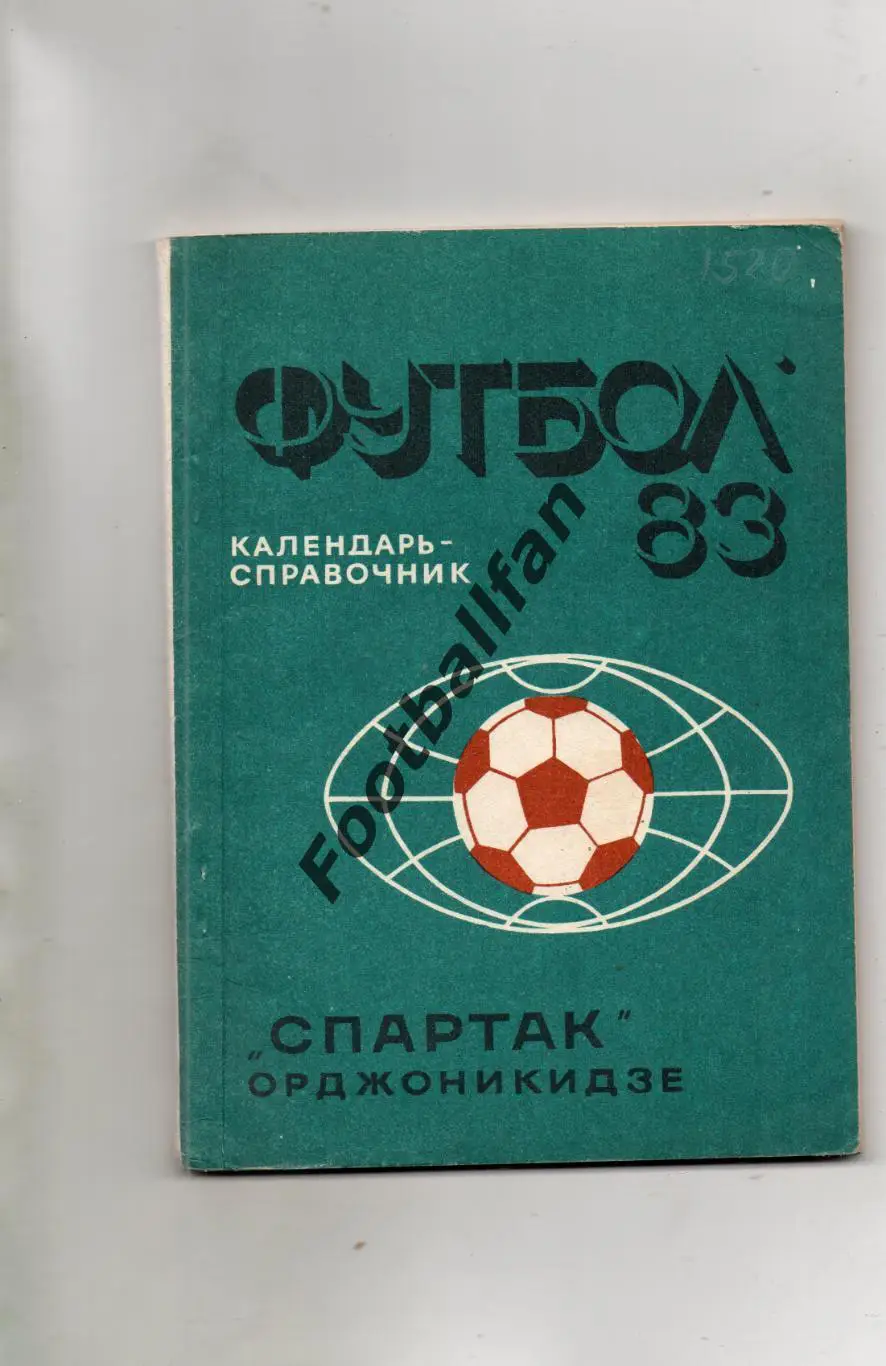 1520
ФУТБОЛ'
83
КАЛЕНДАРЬ-
СПРАВОЧНИК
Footballfan
„СПАРТАК"
ОРДЖОНИКИДЗЕ